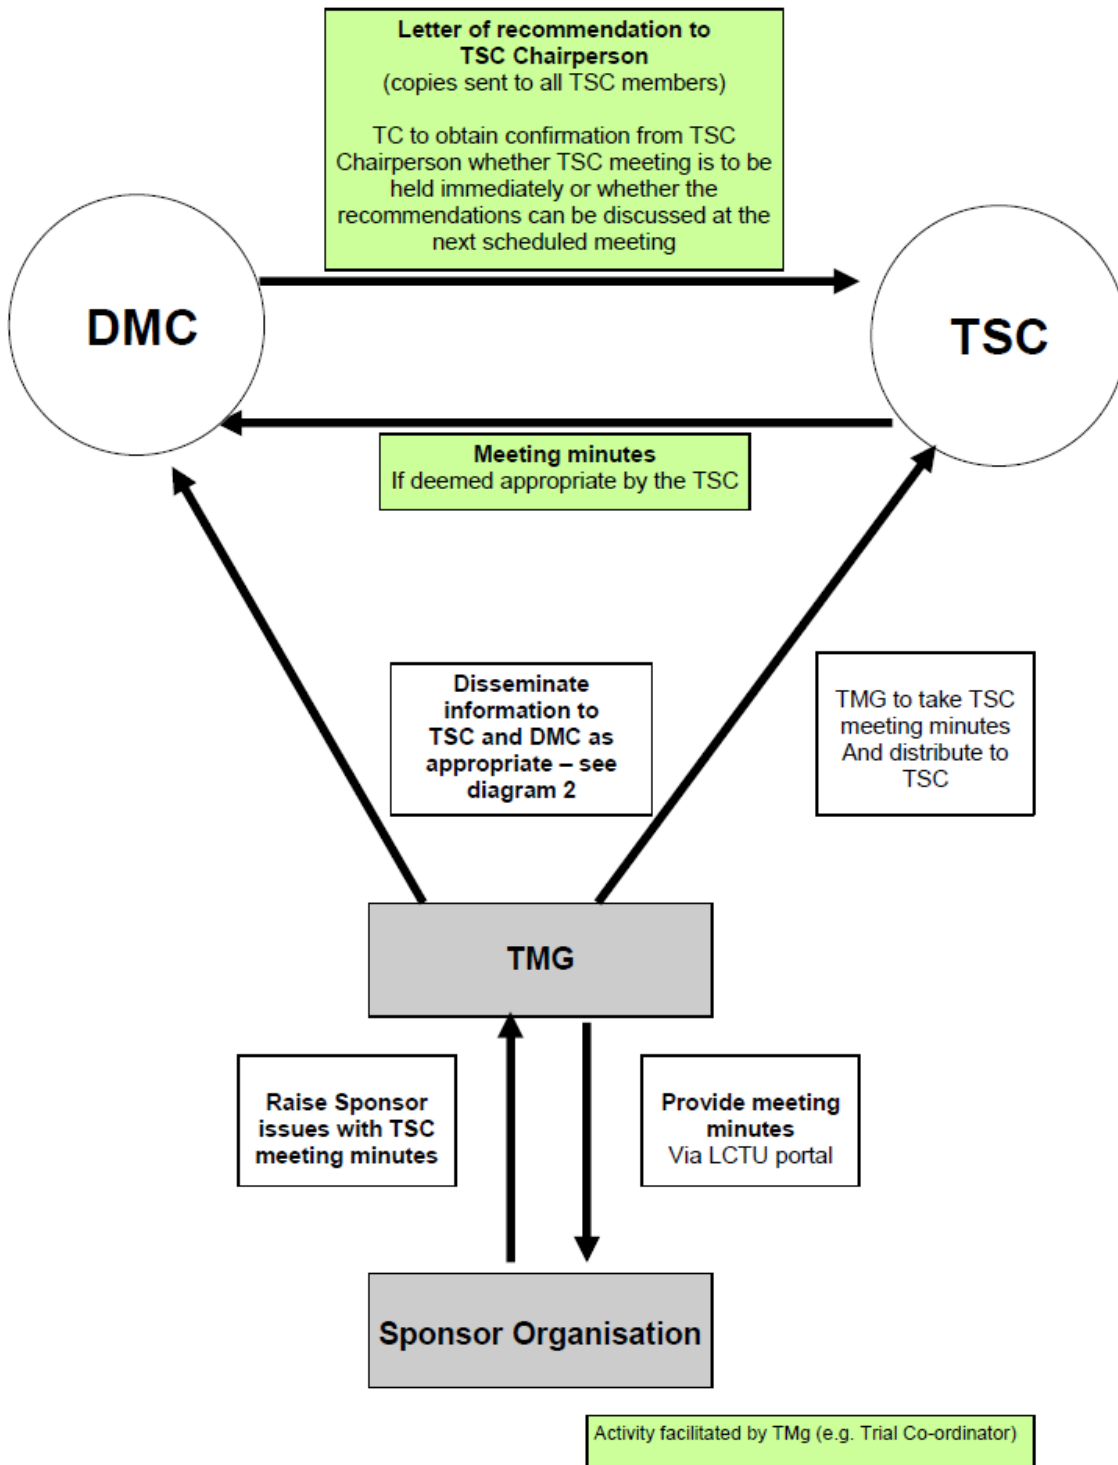 Letter of recommendation to
TSC Chairperson
(copies sent to all TSC members)
TC to obtain confirmation from TSC
Chairperson whether TSC meeting is to be
held immediately or whether the
recommendations can be discussed at the
next scheduled meeting
DMC
TSC
Meeting minutes
If deemed appropriate by the TSC
Disseminate
information to
TSC and DMC as
appropriate – see
diagram 2
TMG to take TSC
meeting minutes
And distribute to
TSC
TMG
Raise Sponsor
issues with TSC
meeting minutes
Provide meeting
minutes
Via LCTU portal
Sponsor Organisation
Activity facilitated by TMg (e.g. Trial Co-ordinator)